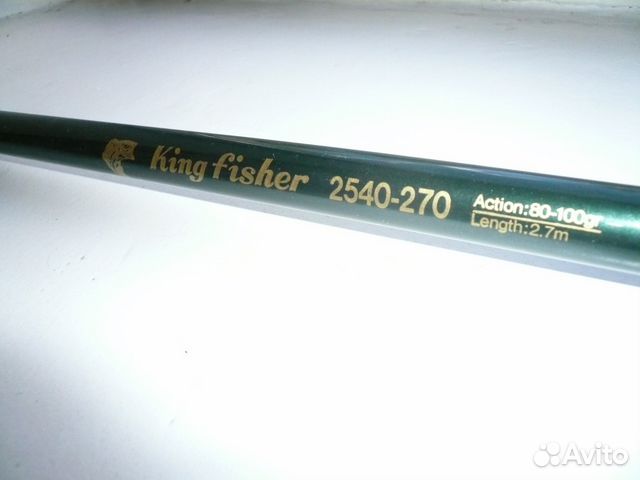 King fisher 2540-270 Action:80-100gr
Length:2.7m
Avito